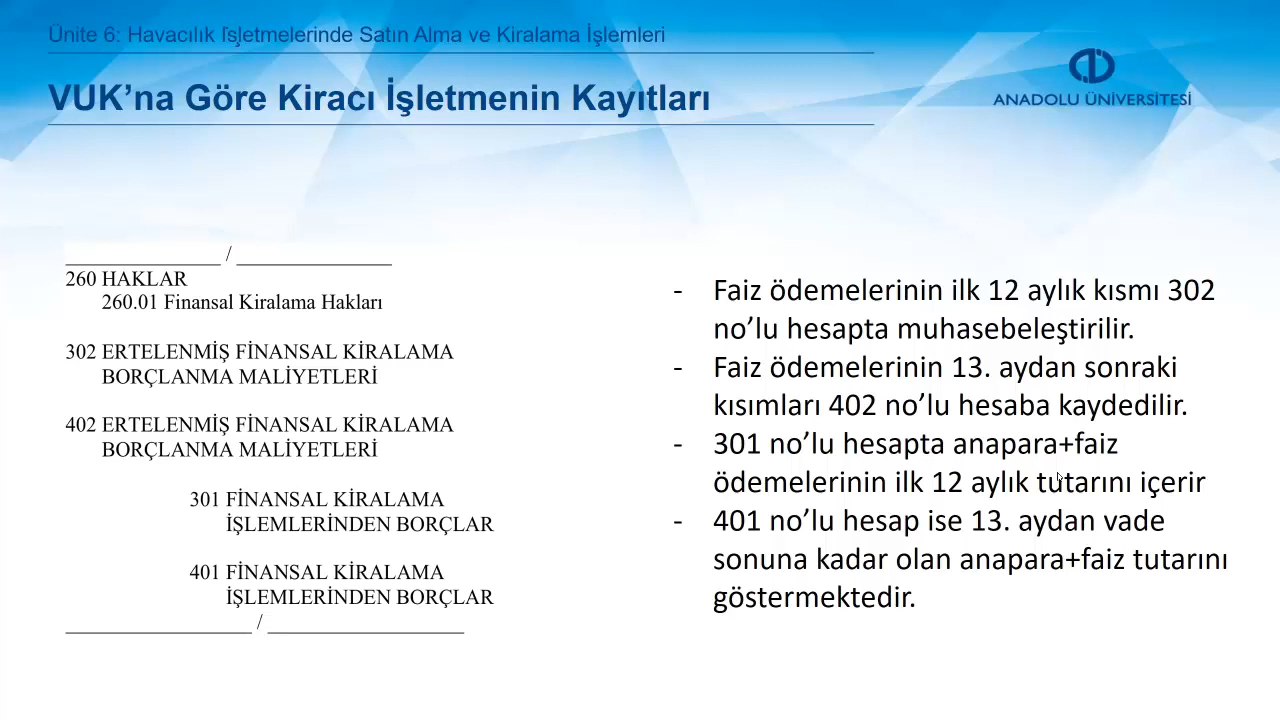 Ünite 6: Havacılık İşletmelerinde Satın Alma ve Kiralama İşlemleri
VUK'na Göre Kiracı İşletmenin Kayıtları
ANADOLU ÜNİVERSİTESİ
____________________ / ____________________
260 HAKLAR
260.01 Finansal Kiralama Hakları
302 ERTELENMİŞ FİNANSAL KİRALAMA
BORÇLANMA MALİYETLERİ
402 ERTELENMİŞ FİNANSAL KİRALAMA
BORÇLANMA MALİYETLERİ
301 FİNANSAL KİRALAMA
İŞLEMLERİNDEN BORÇLAR
401 FİNANSAL KİRALAMA
İŞLEMLERİNDEN BORÇLAR
____________________ / ____________________
- Faiz ödemelerinin ilk 12 aylık kısmı 302
no'lu hesapta muhasebeleştirilir.
- Faiz ödemelerinin 13. aydan sonraki
kısımları 402 no'lu hesaba kaydedilir.
- 301 no'lu hesapta anapara+faiz
ödemelerinin ilk 12 aylık tutarını içerir
- 401 no'lu hesap ise 13. aydan vade
sonuna kadar olan anapara+faiz tutarını
göstermektedir.